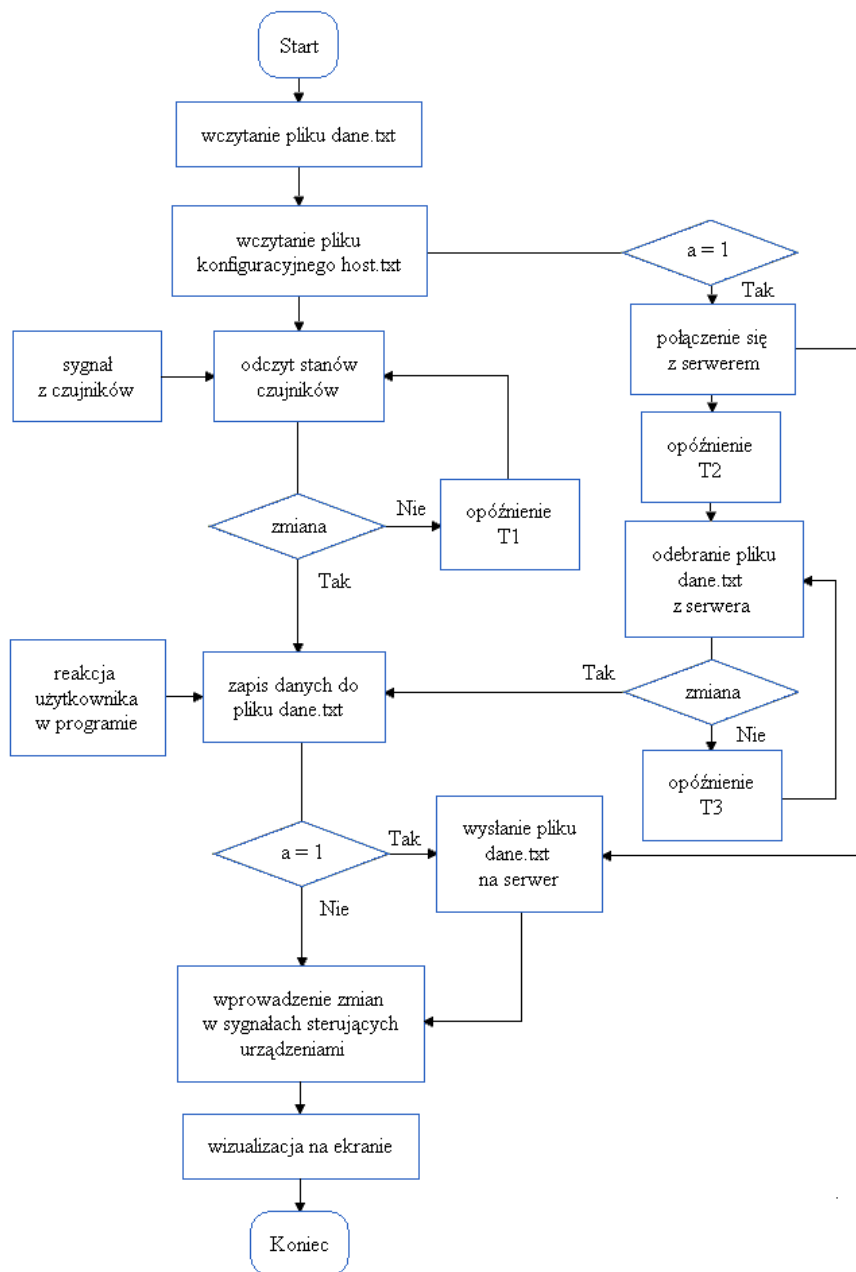 Start
wczytanie pliku dane.txt
wczytanie pliku
konfiguracyjnego host.txt
a = 1
Tak
połączenie się
z serwerem
sygnał
z czujników
odczyt stanów
czujników
opóźnienie
T2
zmiana
Nie
opóźnienie
T1
Tak
odebranie pliku
dane.txt
z serwera
reakcja
użytkownika
w programie
zapis danych do
pliku dane.txt
Tak
zmiana
Nie
opóźnienie
T3
a = 1
Tak
wysłanie pliku
dane.txt
na serwer
Nie
wprowadzenie zmian
w sygnałach sterujących
urządzeniami
wizualizacja na ekranie
Koniec